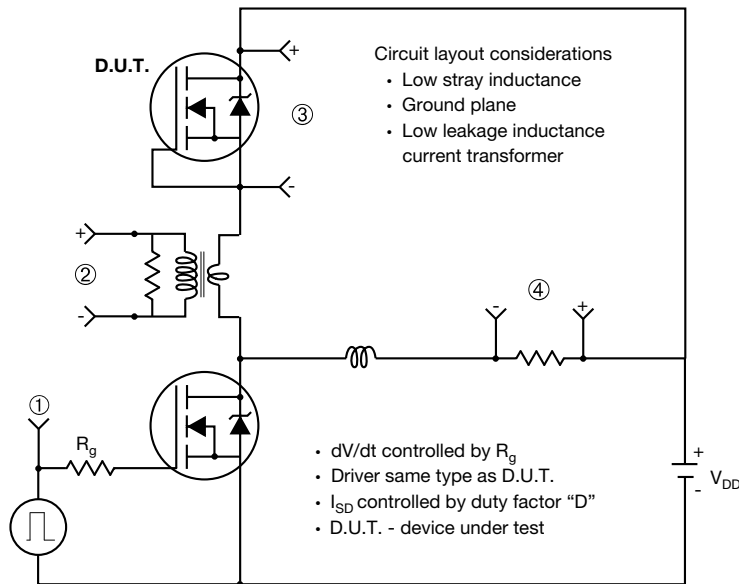 D.U.T.
+
Circuit layout considerations
• Low stray inductance
• Ground plane
③
• Low leakage inductance
current transformer
-
+
②
-
-
④
+
①
R_g
• dV/dt controlled by R_g
• Driver same type as D.U.T.
• I_SD controlled by duty factor “D”
• D.U.T. - device under test
+
V_DD
-